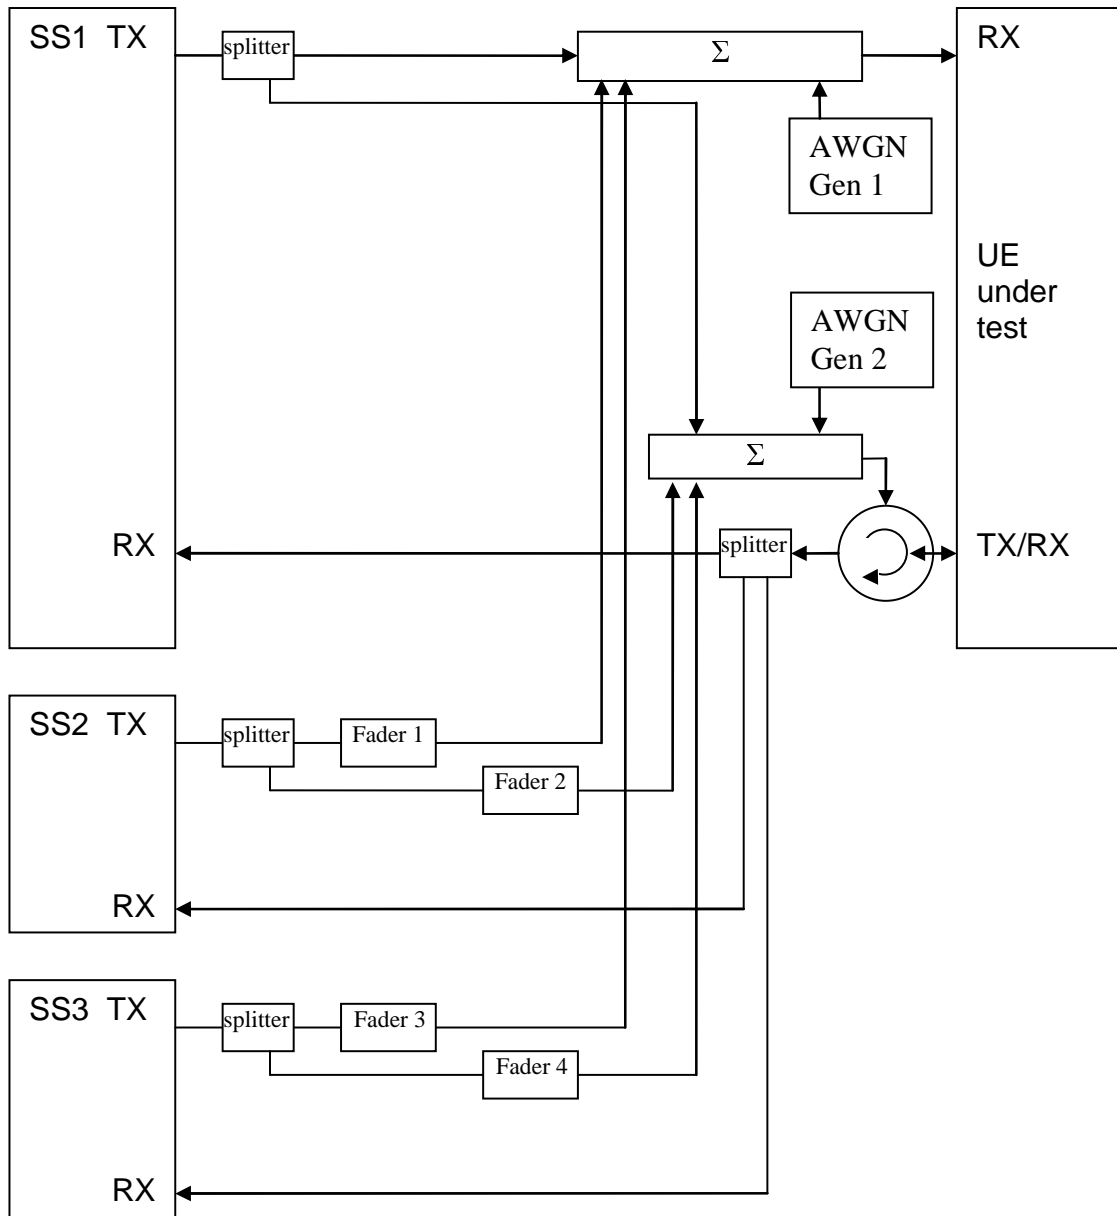 SS1 TX
splitter
Σ
RX
AWGN
Gen 1
UE
under
test
AWGN
Gen 2
Σ
RX
splitter
TX/RX
SS2 TX
splitter
Fader 1
Fader 2
RX
SS3 TX
splitter
Fader 3
Fader 4
RX